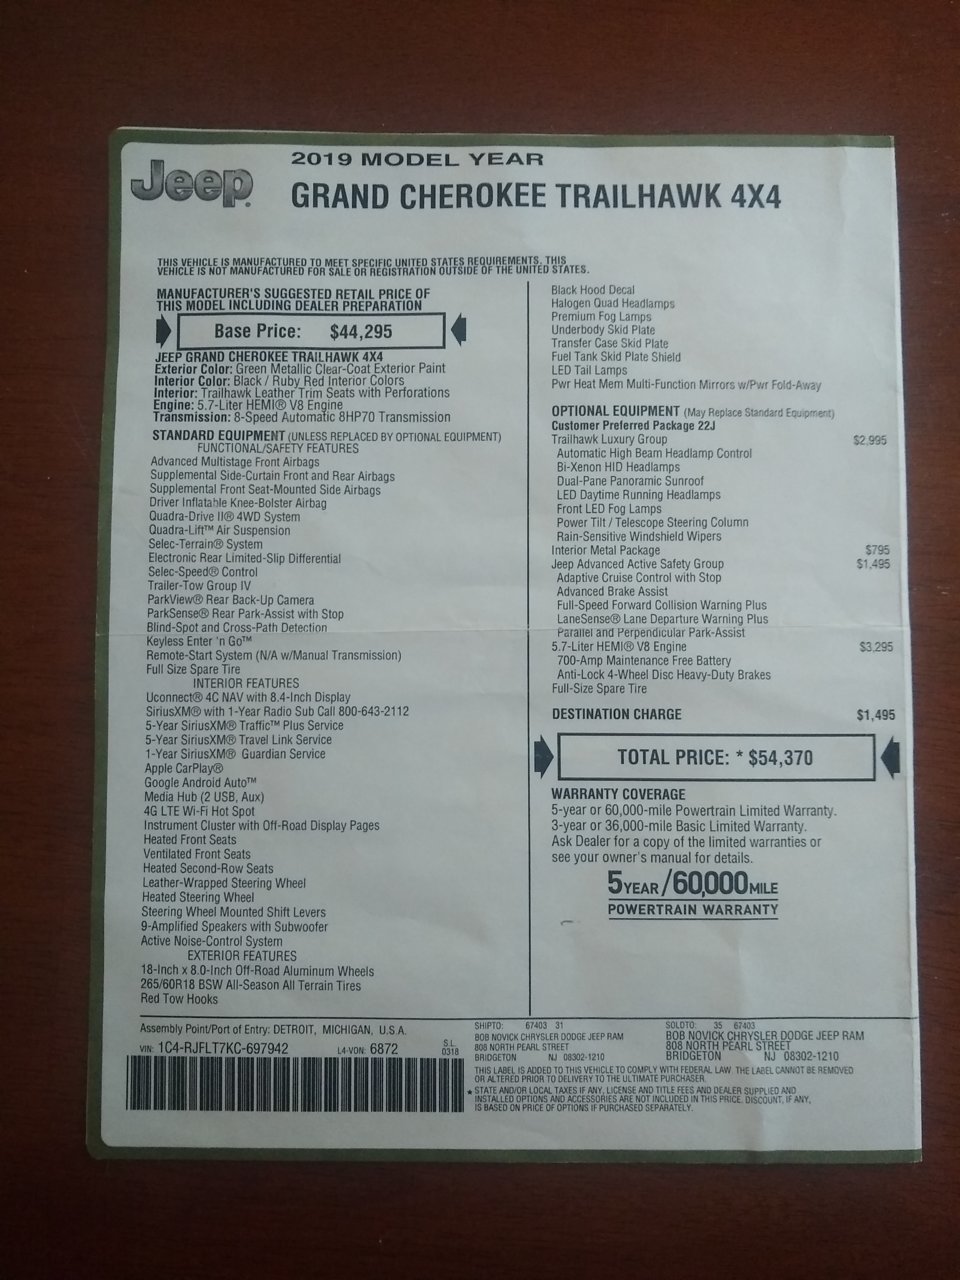 Jeep®
2019 MODEL YEAR
GRAND CHEROKEE TRAILHAWK 4X4
THIS VEHICLE IS MANUFACTURED TO MEET SPECIFIC UNITED STATES REQUIREMENTS. THIS
VEHICLE IS NOT MANUFACTURED FOR SALE OR REGISTRATION OUTSIDE OF THE UNITED STATES.
MANUFACTURER'S SUGGESTED RETAIL PRICE OF
THIS MODEL INCLUDING DEALER PREPARATION
Base Price: $44,295
JEEP GRAND CHEROKEE TRAILHAWK 4X4
Exterior Color: Green Metallic Clear-Coat Exterior Paint
Interior Color: Black / Ruby Red Interior Colors
Interior: Trailhawk Leather Trim Seats with Perforations
Engine: 5.7-Liter HEMI® V8 Engine
Transmission: 8-Speed Automatic 8HP70 Transmission
STANDARD EQUIPMENT (UNLESS REPLACED BY OPTIONAL EQUIPMENT)
FUNCTIONAL/SAFETY FEATURES
Advanced Multistage Front Airbags
Supplemental Side-Curtain Front and Rear Airbags
Supplemental Front Seat-Mounted Side Airbags
Driver Inflatable Knee-Bolster Airbag
Quadra-Drive II® 4WD System
Quadra-Lift™ Air Suspension
Selec-Terrain® System
Electronic Rear Limited-Slip Differential
Selec-Speed® Control
Trailer-Tow Group IV
ParkView® Rear Back-Up Camera
ParkSense® Rear Park-Assist with Stop
Blind-Spot and Cross-Path Detection
Keyless Enter 'n Go™
Remote-Start System (N/A w/Manual Transmission)
Full Size Spare Tire
INTERIOR FEATURES
Uconnect® 4C NAV with 8.4-Inch Display
SiriusXM® with 1-Year Radio Sub Call 800-643-2112
5-Year SiriusXM® Traffic™ Plus Service
5-Year SiriusXM® Travel Link Service
1-Year SiriusXM® Guardian Service
Apple CarPlay®
Google Android Auto™
Media Hub (2 USB, Aux)
4G LTE Wi-Fi Hot Spot
Instrument Cluster with Off-Road Display Pages
Heated Front Seats
Ventilated Front Seats
Heated Second-Row Seats
Leather-Wrapped Steering Wheel
Heated Steering Wheel
Steering Wheel Mounted Shift Levers
9-Amplified Speakers with Subwoofer
Active Noise-Control System
EXTERIOR FEATURES
18-Inch x 8.0-Inch Off-Road Aluminum Wheels
265/60R18 BSW All-Season All Terrain Tires
Red Tow Hooks
Black Hood Decal
Halogen Quad Headlamps
Premium Fog Lamps
Underbody Skid Plate
Transfer Case Skid Plate
Fuel Tank Skid Plate Shield
LED Tail Lamps
Pwr Heat Mem Multi-Function Mirrors w/Pwr Fold-Away
OPTIONAL EQUIPMENT (May Replace Standard Equipment)
Customer Preferred Package 22J
Trailhawk Luxury Group $2,995
Automatic High Beam Headlamp Control
Bi-Xenon HID Headlamps
Dual-Pane Panoramic Sunroof
LED Daytime Running Headlamps
Front LED Fog Lamps
Power Tilt / Telescope Steering Column
Rain-Sensitive Windshield Wipers
Interior Metal Package $795
Jeep Advanced Active Safety Group $1,495
Adaptive Cruise Control with Stop
Advanced Brake Assist
Full-Speed Forward Collision Warning Plus
LaneSense® Lane Departure Warning Plus
Parallel and Perpendicular Park-Assist
5.7-Liter HEMI® V8 Engine $3,295
700-Amp Maintenance Free Battery
Anti-Lock 4-Wheel Disc Heavy-Duty Brakes
Full-Size Spare Tire
DESTINATION CHARGE $1,495
TOTAL PRICE: * $54,370
WARRANTY COVERAGE
5-year or 60,000-mile Powertrain Limited Warranty.
3-year or 36,000-mile Basic Limited Warranty.
Ask Dealer for a copy of the limited warranties or
see your owner's manual for details.
5YEAR/60,000MILE
POWERTRAIN WARRANTY
Assembly Point/Port of Entry: DETROIT, MICHIGAN, U.S.A.
VIN: 1C4-RJFLT7KC-697942 L4-VON: 6872 S.L. 0318
SHIPTO: 67403 31
BOB NOVICK CHRYSLER DODGE JEEP RAM
808 NORTH PEARL STREET
BRIDGETON NJ 08302-1210
SOLDTO: 35 67403
BOB NOVICK CHRYSLER DODGE JEEP RAM
808 NORTH PEARL STREET
BRIDGETON NJ 08302-1210
THIS LABEL IS ADDED TO THIS VEHICLE TO COMPLY WITH FEDERAL LAW. THE LABEL CANNOT BE REMOVED
OR ALTERED PRIOR TO DELIVERY TO THE ULTIMATE PURCHASER.
* STATE AND/OR LOCAL TAXES IF ANY, LICENSE AND TITLE FEES AND DEALER SUPPLIED AND
INSTALLED OPTIONS AND ACCESSORIES ARE NOT INCLUDED IN THIS PRICE. DISCOUNT, IF ANY,
IS BASED ON PRICE OF OPTIONS IF PURCHASED SEPARATELY.